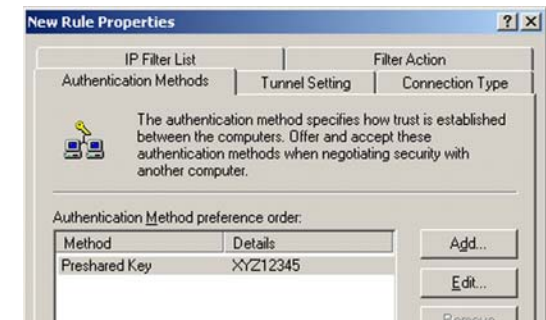 New Rule Properties
IP Filter List Filter Action
Authentication Methods Tunnel Setting Connection Type
The authentication method specifies how trust is established
between the computers. Offer and accept these
authentication methods when negotiating security with
another computer.
Authentication Method preference order:
Method Details Add...
Preshared Key XYZ12345
Edit...
Remove